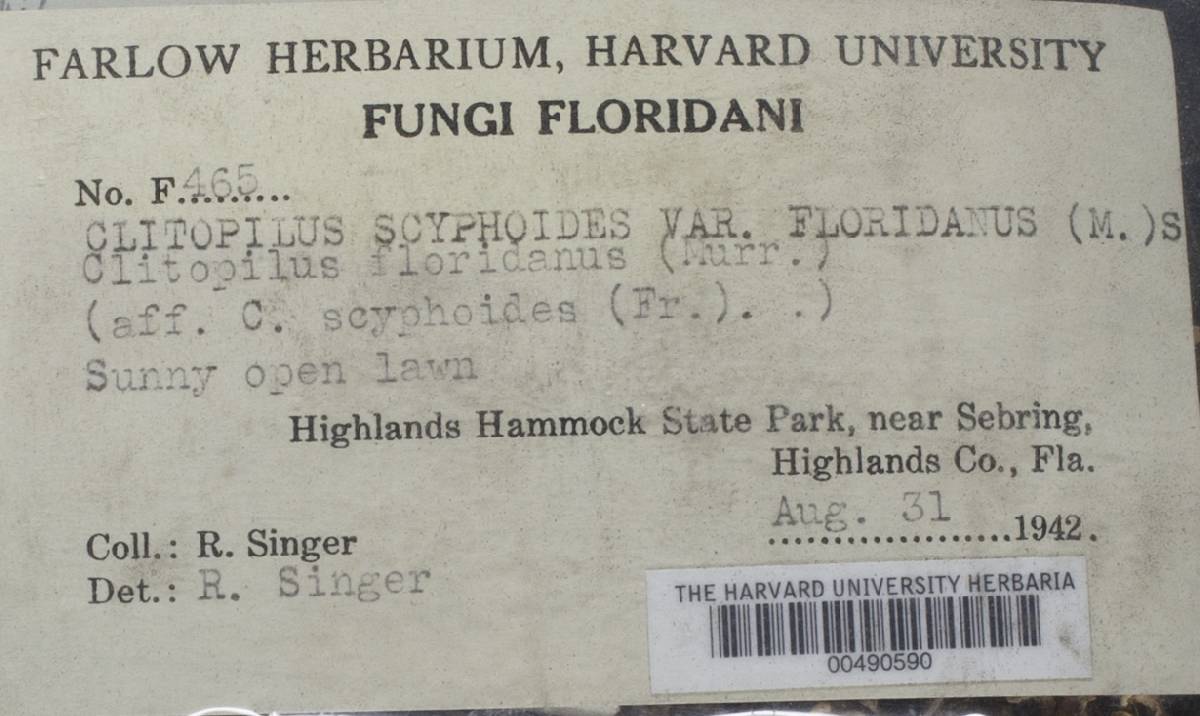 FARLOW HERBARIUM, HARVARD UNIVERSITY
FUNGI FLORIDANI
No. F.465......
CLITOPILUS SCYPHOIDES VAR. FLORIDANUS (M.)S
Clitopilus floridanus (Murr.)
(aff. C. scyphoides (Fr.). .)
Sunny open lawn
Highlands Hammock State Park, near Sebring,
Highlands Co., Fla.
Aug. 31 1942.
Coll.: R. Singer
Det.: R. Singer
THE HARVARD UNIVERSITY HERBARIA
00490590